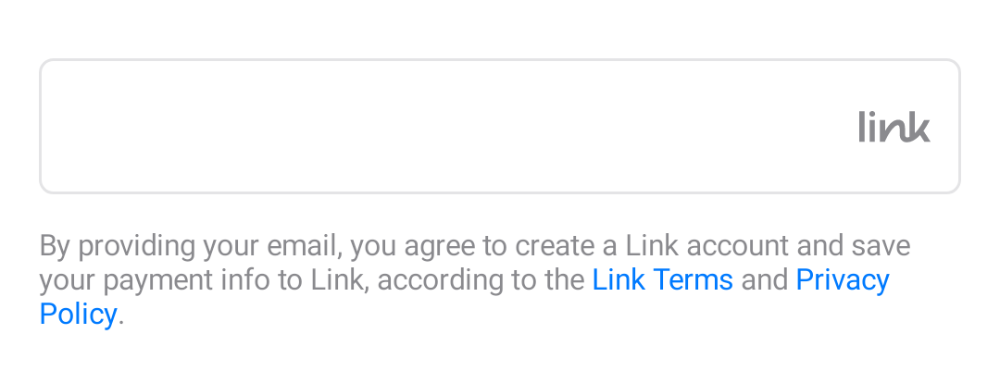 link
By providing your email, you agree to create a Link account and save
your payment info to Link, according to the Link Terms and Privacy
Policy.